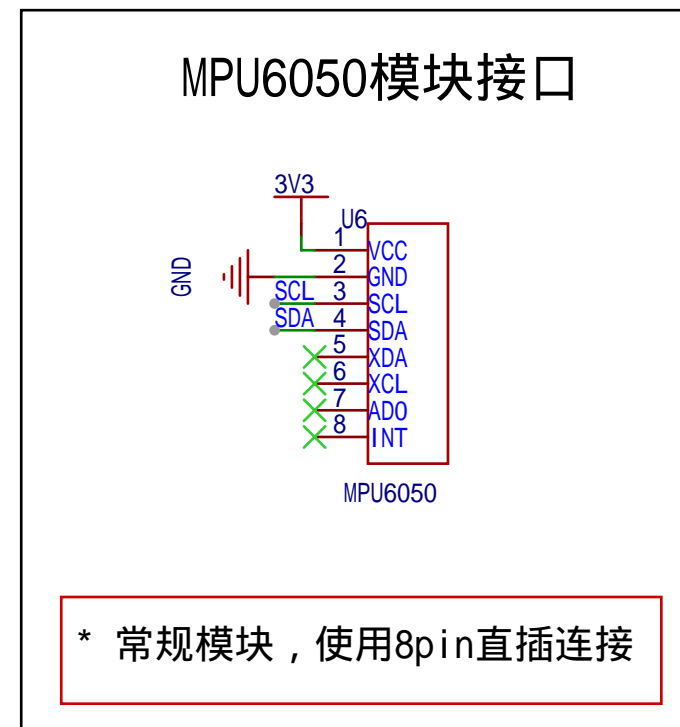 MPU6050模块接口
3V3
U6
1 VCC
GND 2 GND
SCL 3 SCL
SDA 4 SDA
5 XDA
6 XCL
7 AD0
8 INT
MPU6050
* 常规模块，使用8pin直插连接